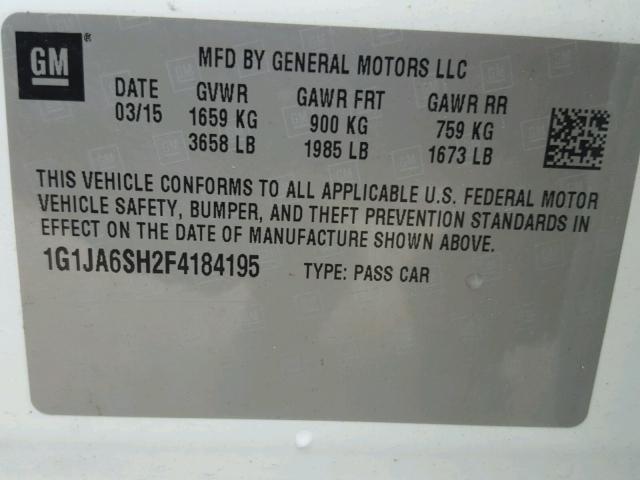 GM ®
MFD BY GENERAL MOTORS LLC
DATE GVWR GAWR FRT GAWR RR
03/15 1659 KG 900 KG 759 KG
3658 LB 1985 LB 1673 LB
THIS VEHICLE CONFORMS TO ALL APPLICABLE U.S. FEDERAL MOTOR
VEHICLE SAFETY, BUMPER, AND THEFT PREVENTION STANDARDS IN
EFFECT ON THE DATE OF MANUFACTURE SHOWN ABOVE.
1G1JA6SH2F4184195 TYPE: PASS CAR